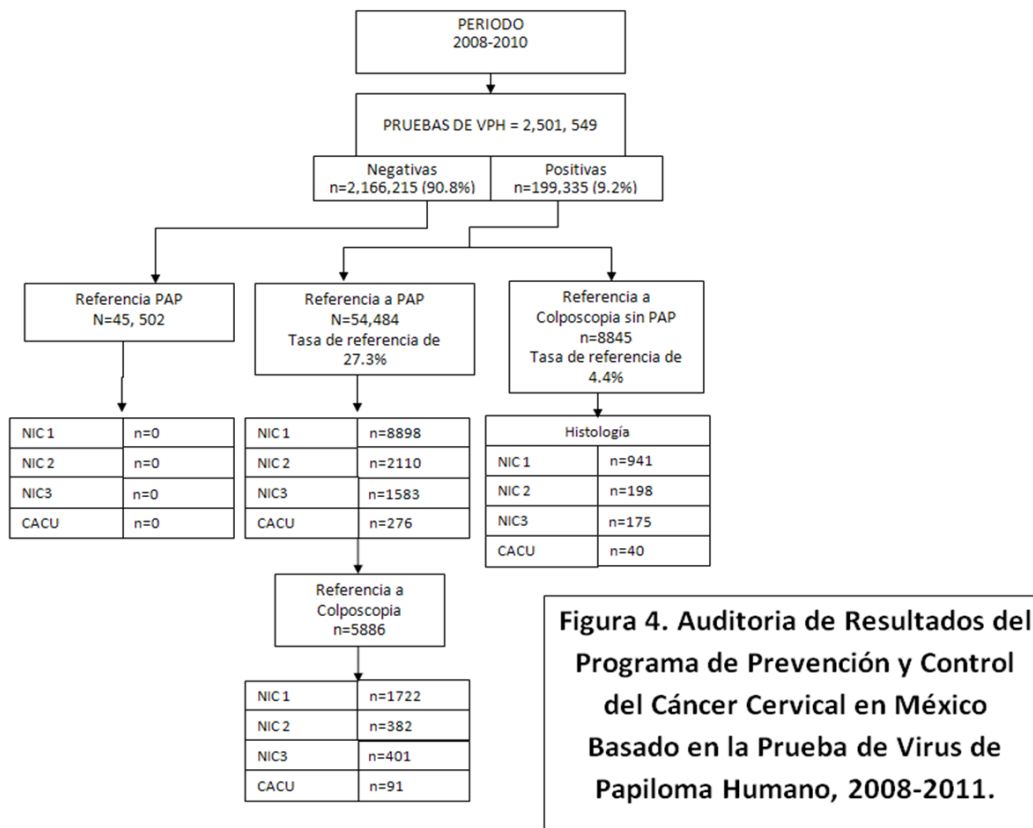 PERIODO
2008-2010
PRUEBAS DE VPH = 2,501, 549
Negativas
n=2,166,215 (90.8%)
Positivas
n=199,335 (9.2%)
Referencia PAP
N=45, 502
Referencia a PAP
N=54,484
Tasa de referencia de
27.3%
Referencia a
Colposcopia sin PAP
n=8845
Tasa de referencia de
4.4%
NIC 1 n=0
NIC 2 n=0
NIC3 n=0
CACU n=0
NIC 1 n=8898
NIC 2 n=2110
NIC3 n=1583
CACU n=276
Histología
NIC 1 n=941
NIC 2 n=198
NIC3 n=175
CACU n=40
Referencia a
Colposcopia
n=5886
NIC 1 n=1722
NIC 2 n=382
NIC3 n=401
CACU n=91
Figura 4. Auditoria de Resultados del
Programa de Prevención y Control
del Cáncer Cervical en México
Basado en la Prueba de Virus de
Papiloma Humano, 2008-2011.